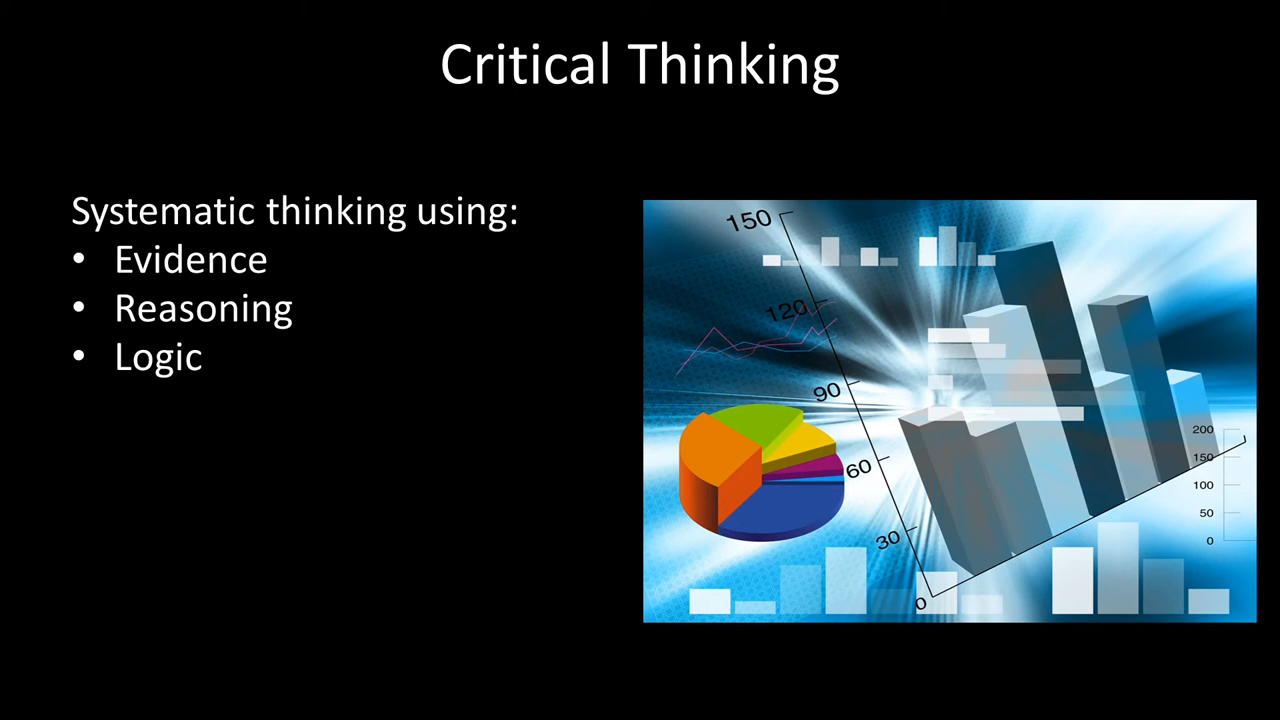 Critical Thinking
Systematic thinking using:
• Evidence
• Reasoning
• Logic
150
120
90
60
30
0
200
150
100
50
0